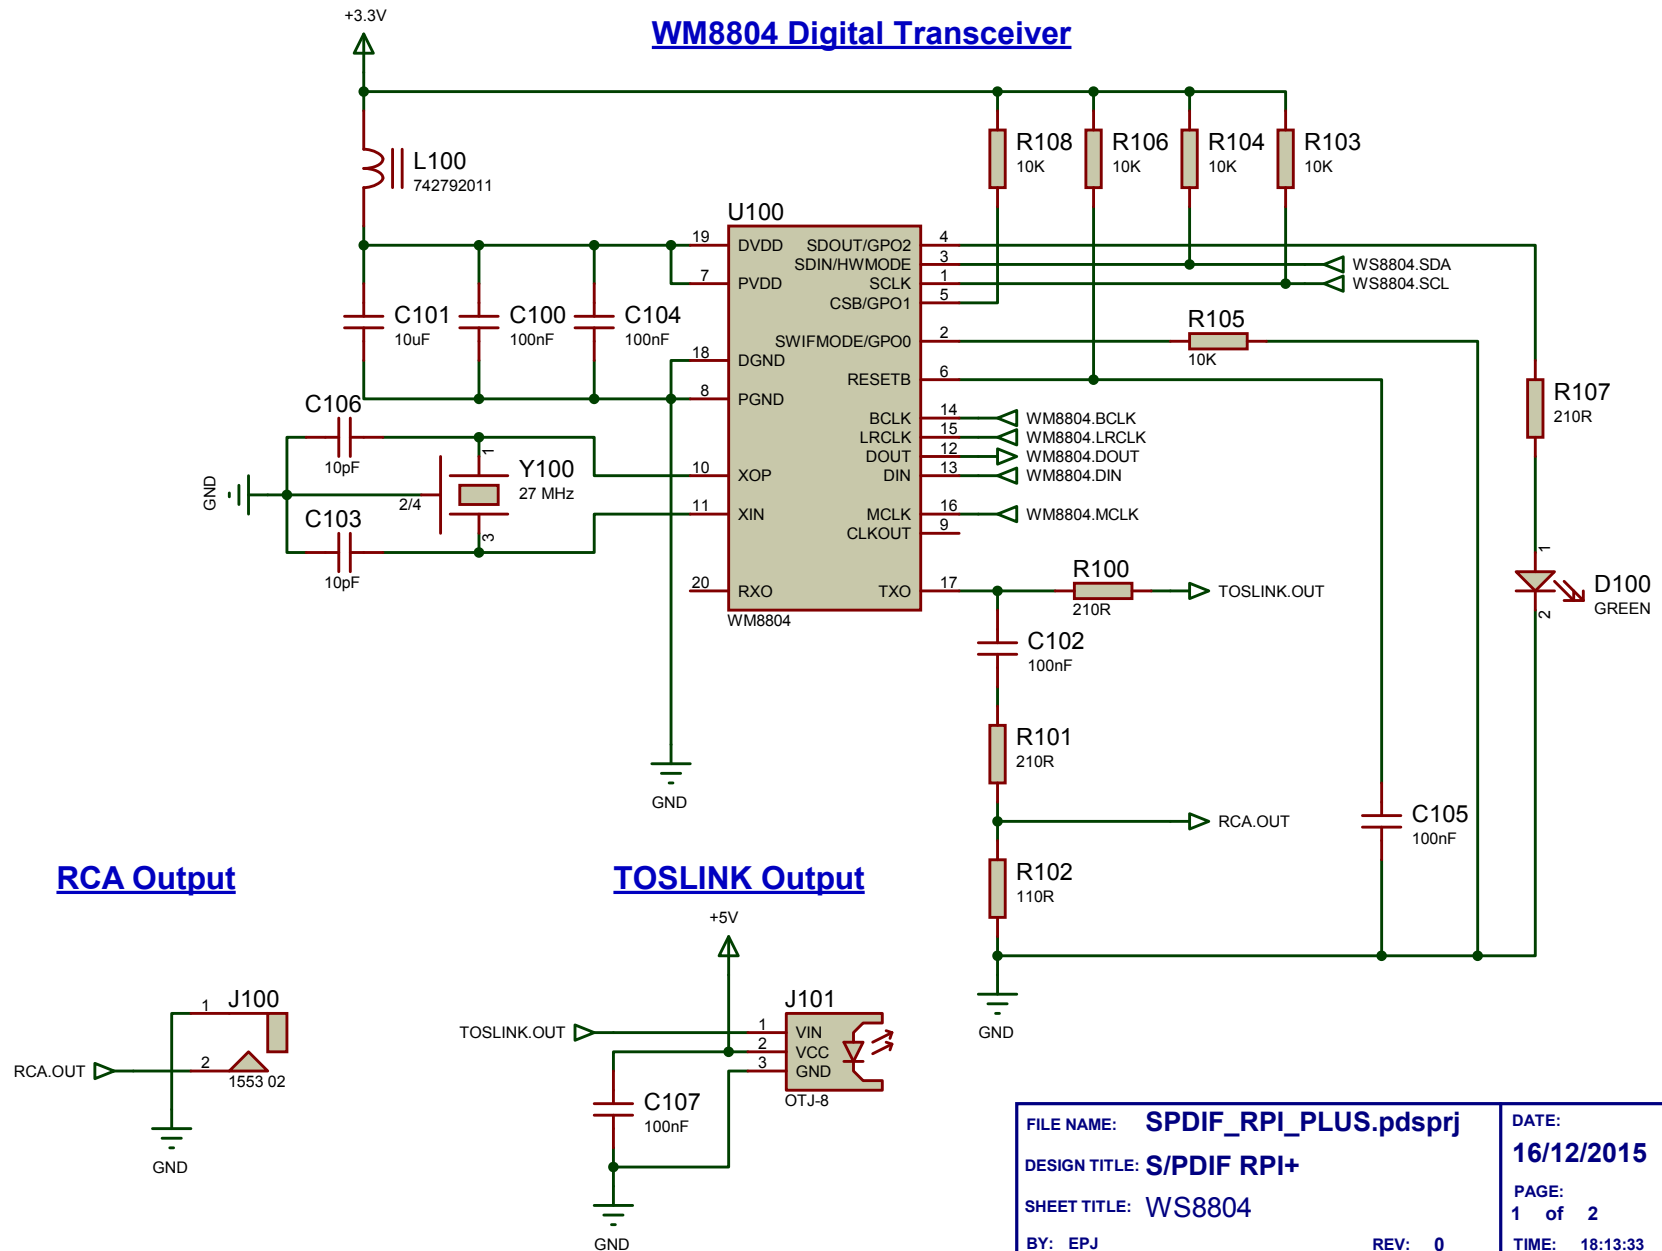 WM8804 Digital Transceiver
+3.3V
L100
742792011
R108
10K
R106
10K
R104
10K
R103
10K
U100
19 DVDD
7 PVDD
18 DGND
8 PGND
10 XOP
11 XIN
20 RXO
SDOUT/GPO2 4
SDIN/HWMODE 3
SCLK 1
CSB/GPO1 5
SWIFMODE/GPO0 2
RESETB 6
BCLK 14
LRCLK 15
DOUT 12
DIN 13
MCLK 16
CLKOUT 9
TXO 17
WM8804
WS8804.SDA
WS8804.SCL
WM8804.BCLK
WM8804.LRCLK
WM8804.DOUT
WM8804.DIN
WM8804.MCLK
C101
10uF
C100
100nF
C104
100nF
R105
10K
R107
210R
C106
10pF
GND
2/4
1
Y100
27 MHz
3
C103
10pF
R100
210R
TOSLINK.OUT
1
D100
GREEN
2
C102
100nF
R101
210R
RCA.OUT
R102
110R
C105
100nF
GND
GND
RCA Output
1
J100
RCA.OUT
2
1553 02
GND
TOSLINK Output
+5V
J101
TOSLINK.OUT
1 VIN
2 VCC
3 GND
OTJ-8
C107
100nF
GND
FILE NAME: SPDIF_RPI_PLUS.pdsprj
DESIGN TITLE: S/PDIF RPI+
SHEET TITLE: WS8804
BY: EPJ
REV: 0
DATE:
16/12/2015
PAGE:
1 of 2
TIME: 18:13:33